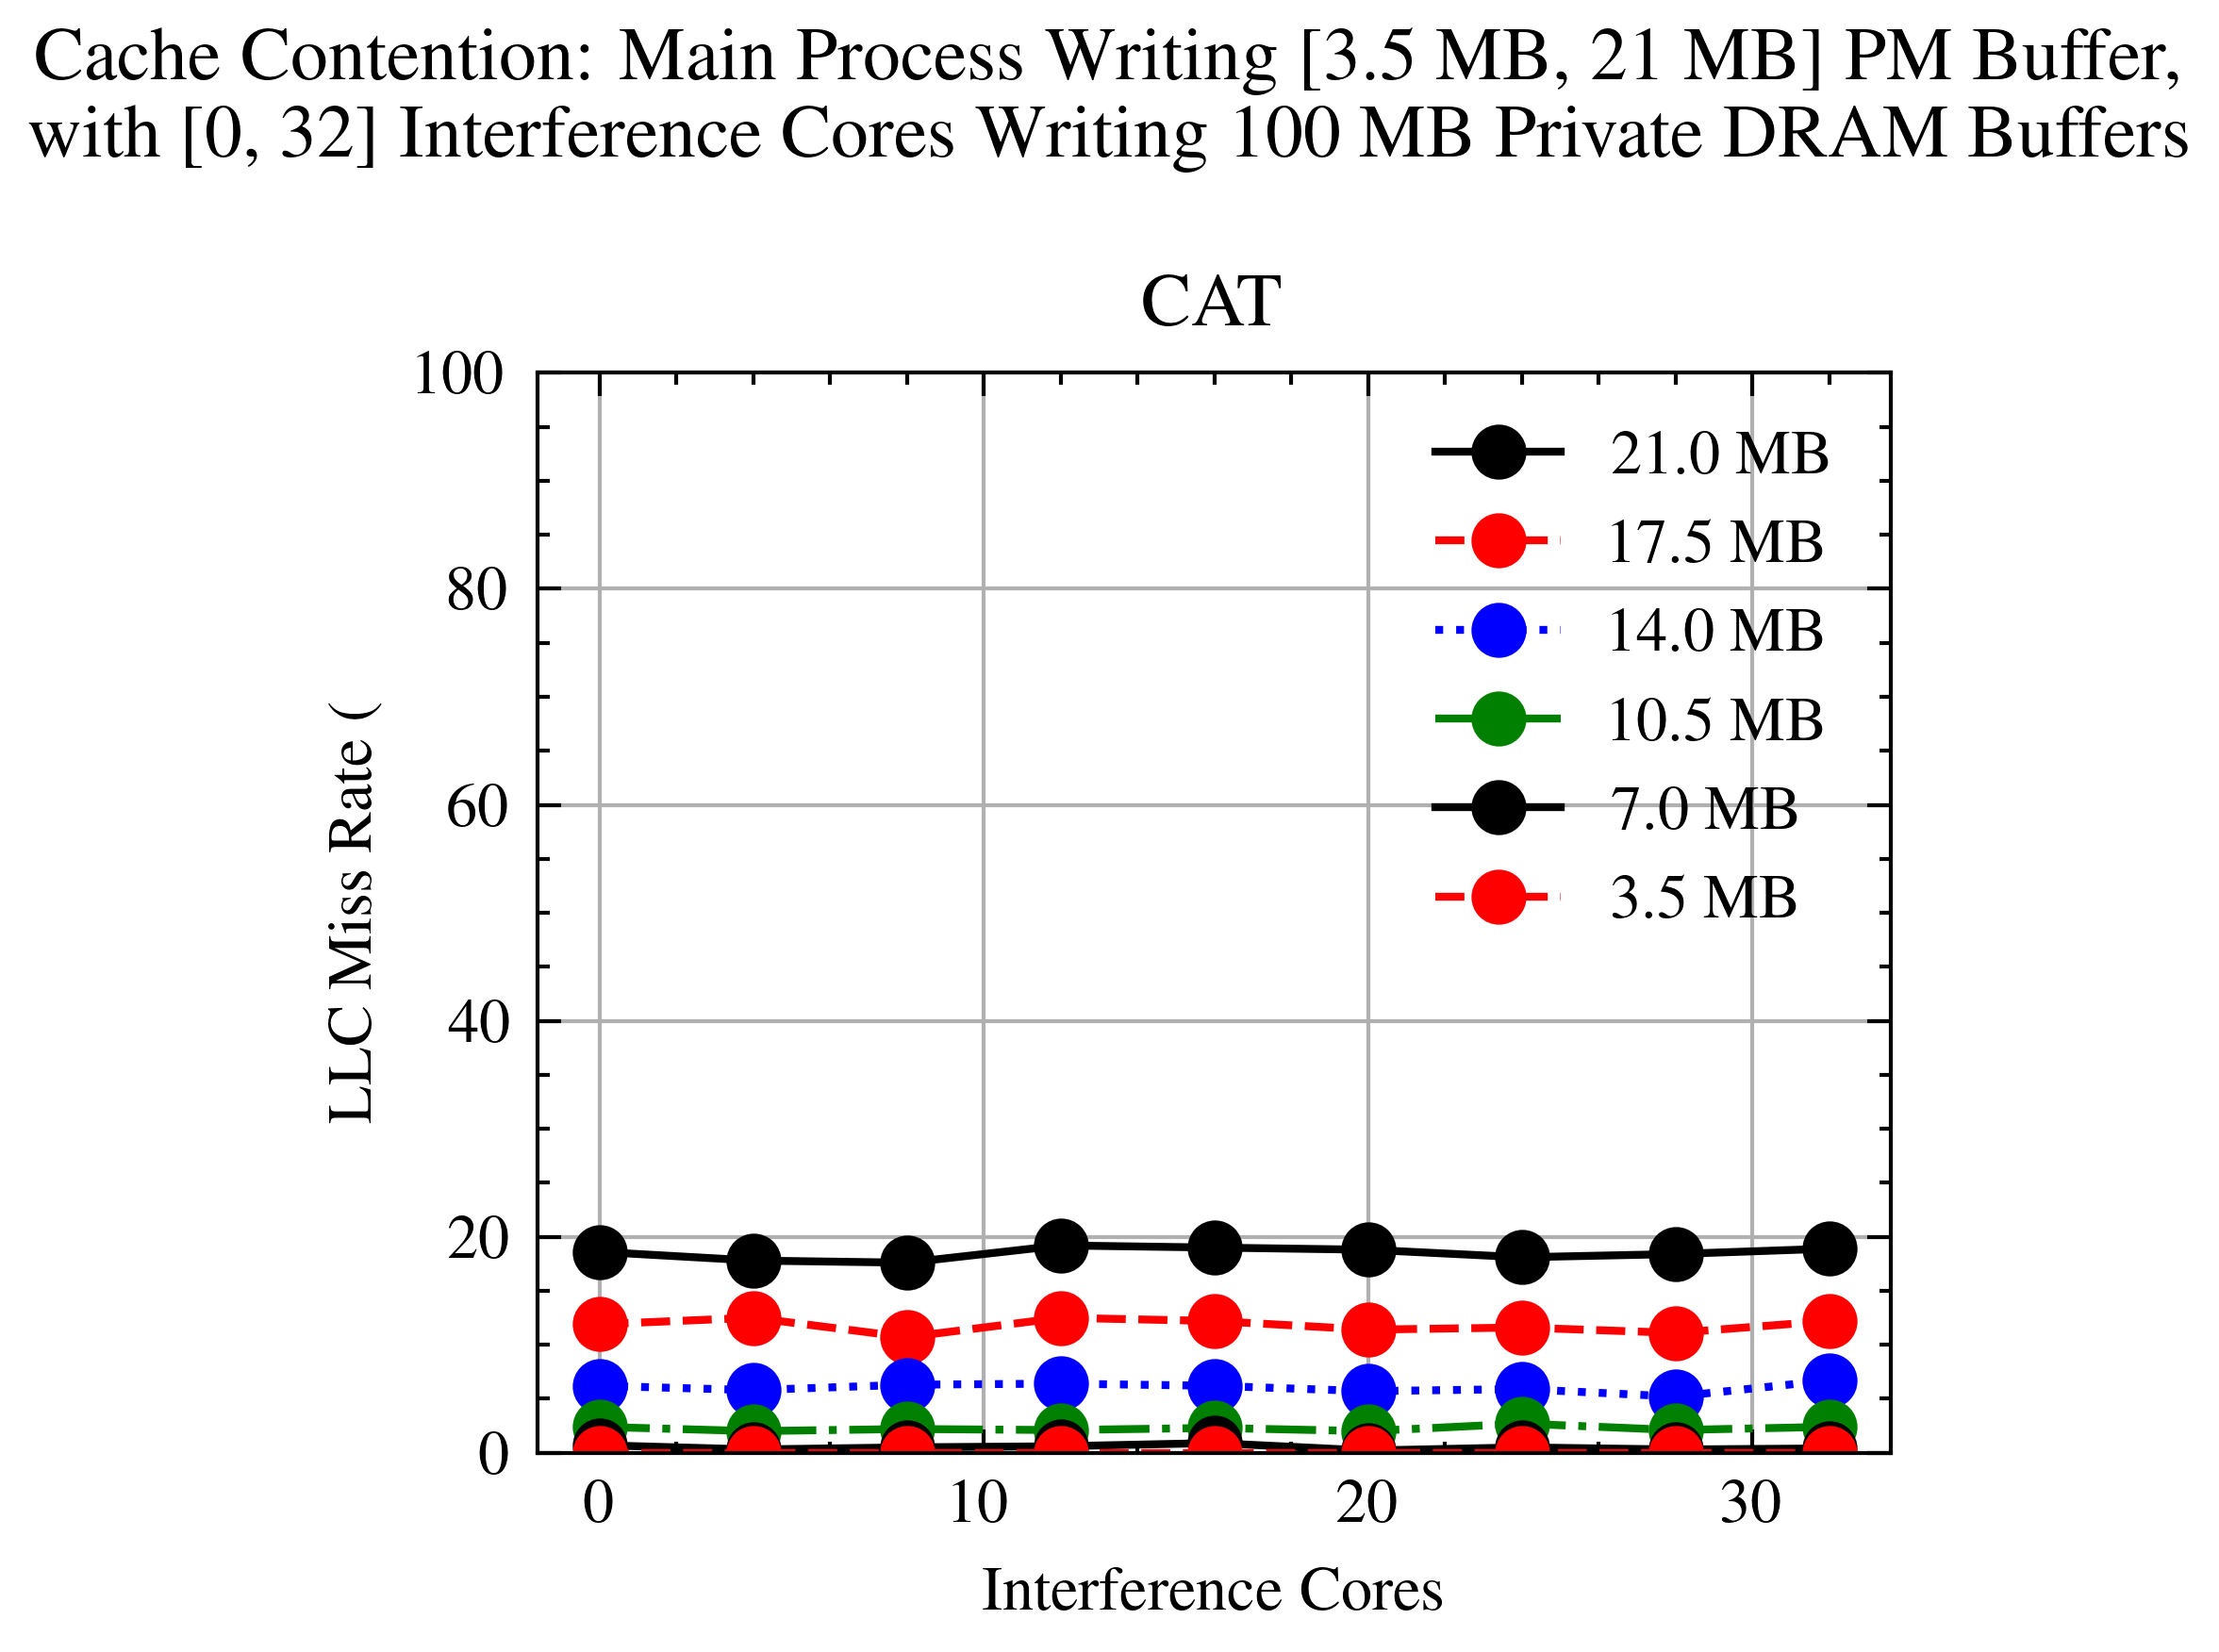 Cache Contention: Main Process Writing [3.5 MB, 21 MB] PM Buffer,
with [0, 32] Interference Cores Writing 100 MB Private DRAM Buffers
CAT
100
80
60
40
20
0
LLC Miss Rate (
21.0 MB
17.5 MB
14.0 MB
10.5 MB
7.0 MB
3.5 MB
0 10 20 30
Interference Cores